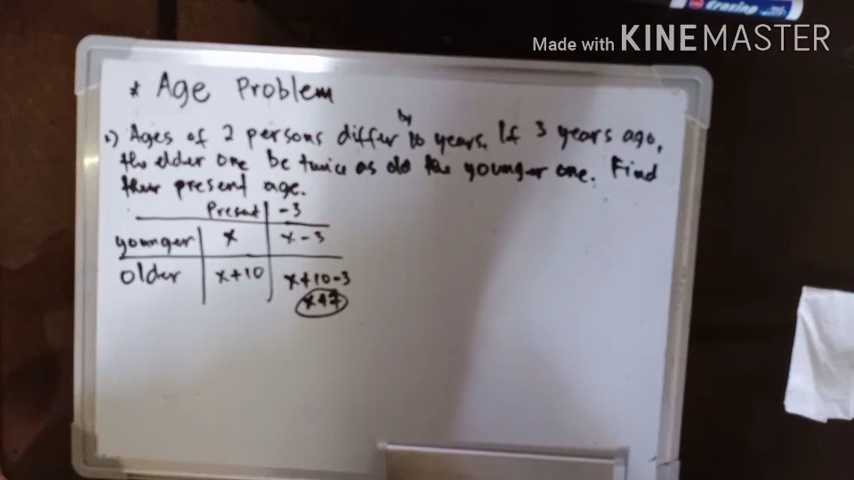 Made with KINEMASTER
* Age Problem
Ages of 2 persons differ by 10 years. If 3 years ago,
the elder one be twice as old the younger one. Find
their present age.
Present -3
younger x x-3
older x+10 x+10-3
x+7